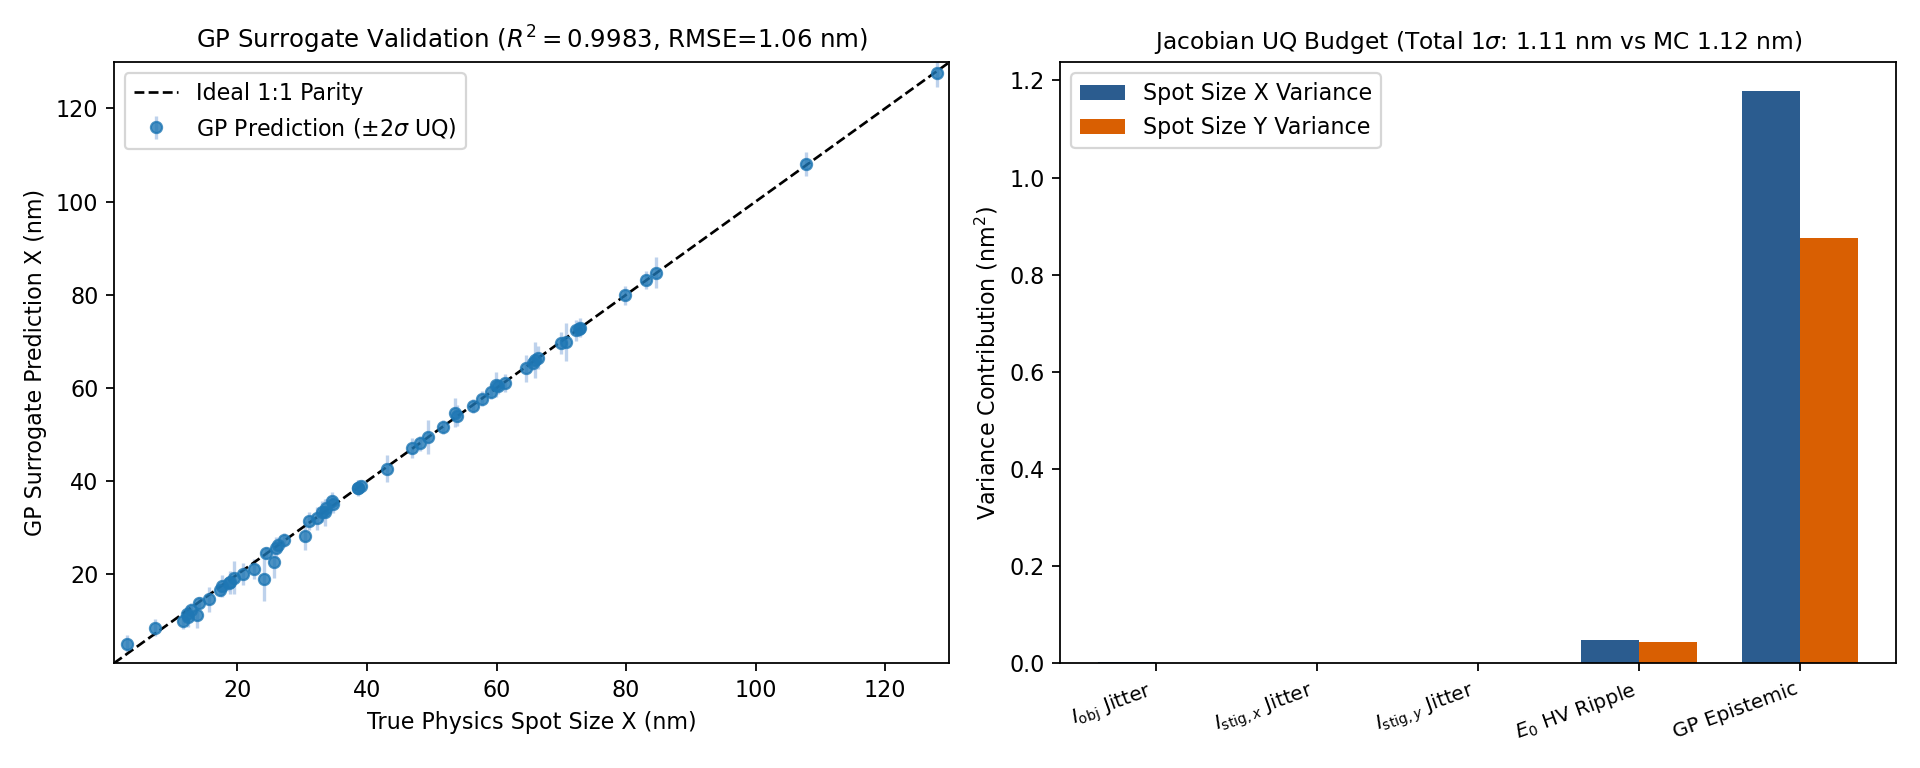 GP Surrogate Validation (R² = 0.9983, RMSE=1.06 nm)
Ideal 1:1 Parity
GP Prediction (±2σ UQ)
GP Surrogate Prediction X (nm)
120
100
80
60
40
20
20 40 60 80 100 120
True Physics Spot Size X (nm)
Jacobian UQ Budget (Total 1σ: 1.11 nm vs MC 1.12 nm)
Spot Size X Variance
Spot Size Y Variance
Variance Contribution (nm²)
1.2
1.0
0.8
0.6
0.4
0.2
0.0
I_obj Jitter
I_stig,x Jitter
I_stig,y Jitter
E₀ HV Ripple
GP Epistemic